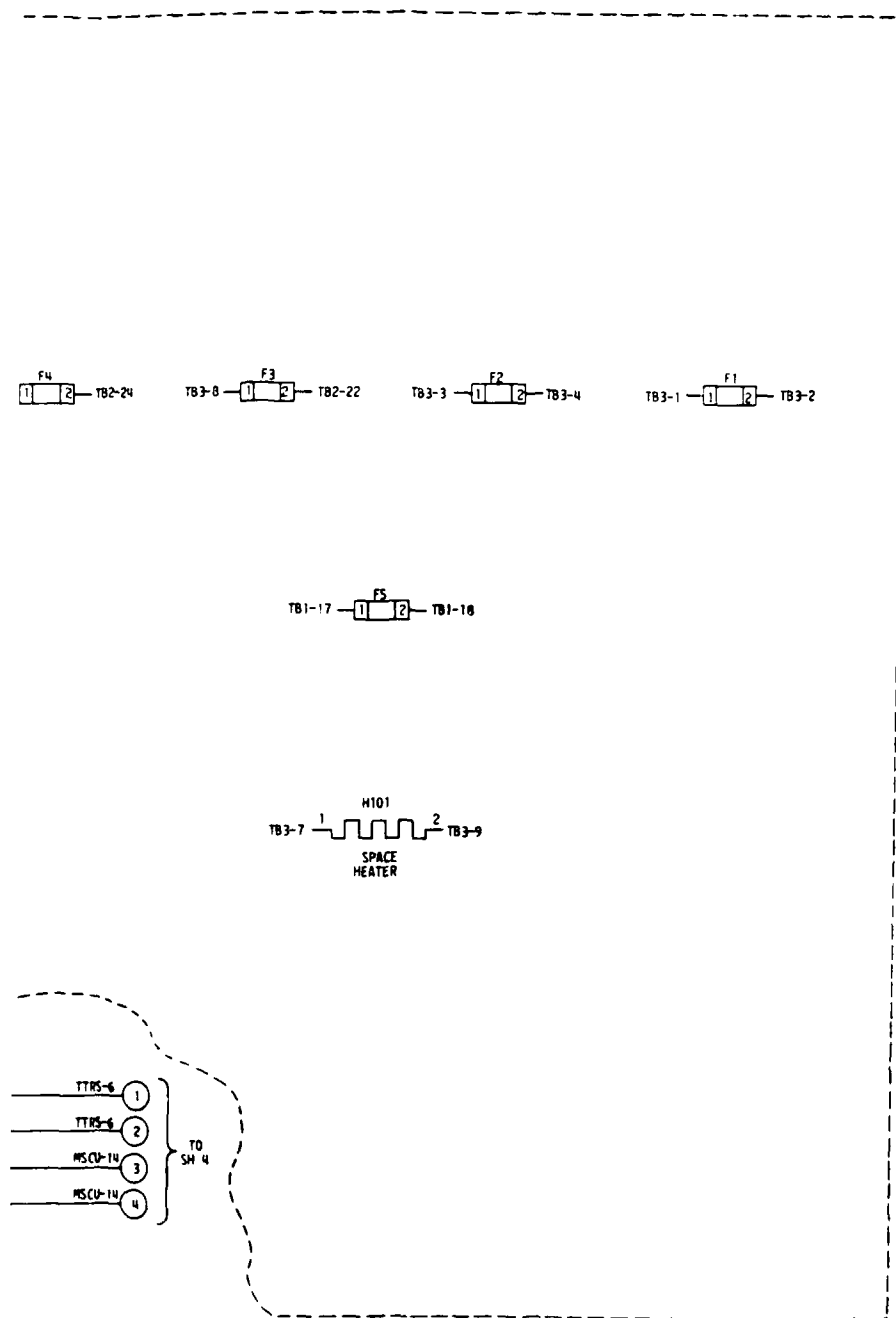 F4 F3 F2 F1
1 2 TB2-24 TB3-8 1 2 TB2-22 TB3-3 1 2 TB3-4 TB3-1 1 2 TB3-2
F5
TB1-17 1 2 TB1-18
H101
TB3-7 1 2 TB3-9
SPACE
HEATER
TTRS-6 1
TTRS-6 2
TO
SH 4
MSCU-14 3
MSCU-14 4